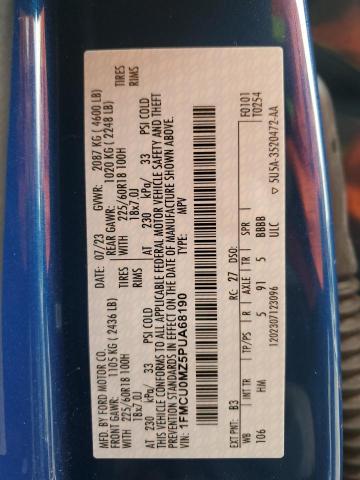 MFD. BY FORD MOTOR CO. 07/23 GVWR: 2087 KG ( 4600 LB)
FRONT GAWR: 1105 KG ( 2436 LB) REAR GAWR: 1020 KG ( 2248 LB)
WITH 225/60R18 100H TIRES WITH 225/60R18 100H TIRES
18x7.0J RIMS 18x7.0J RIMS
AT 230 kPa/ 33 PSI COLD AT 230 kPa/ 33 PSI COLD
THIS VEHICLE CONFORMS TO ALL APPLICABLE FEDERAL MOTOR VEHICLE SAFETY AND THEFT
PREVENTION STANDARDS IN EFFECT ON THE DATE OF MANUFACTURE SHOWN ABOVE.
VIN: 1FMCU0MZ5PUA68190 TYPE: MPV
F0101
T0254
EXT PNT: B3 RC: 27 DSO:
WB INT TR TP/PS R AXLE TR SPR
106 HM 5 91 5 BBBB
1202307123096 ULC ▽ 5U5A-3520472-AA